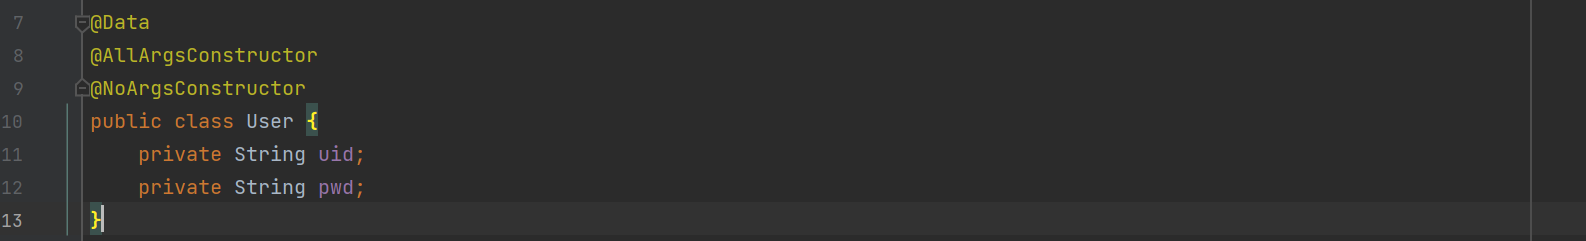 7 @Data
8 @AllArgsConstructor
9 @NoArgsConstructor
10 public class User {
11     private String uid;
12     private String pwd;
13 }